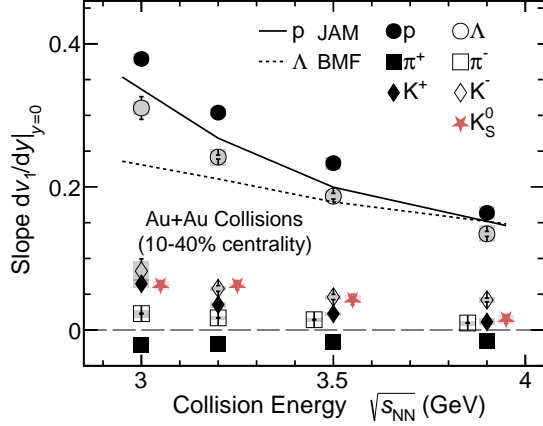 0.4
0.2
0
Slope dv₁/dy|y=0
p JAM
Λ BMF
p
Λ
π⁺
π⁻
K⁺
K⁻
K⁰S
Au+Au Collisions
(10-40% centrality)
3
3.5
4
Collision Energy √sNN (GeV)